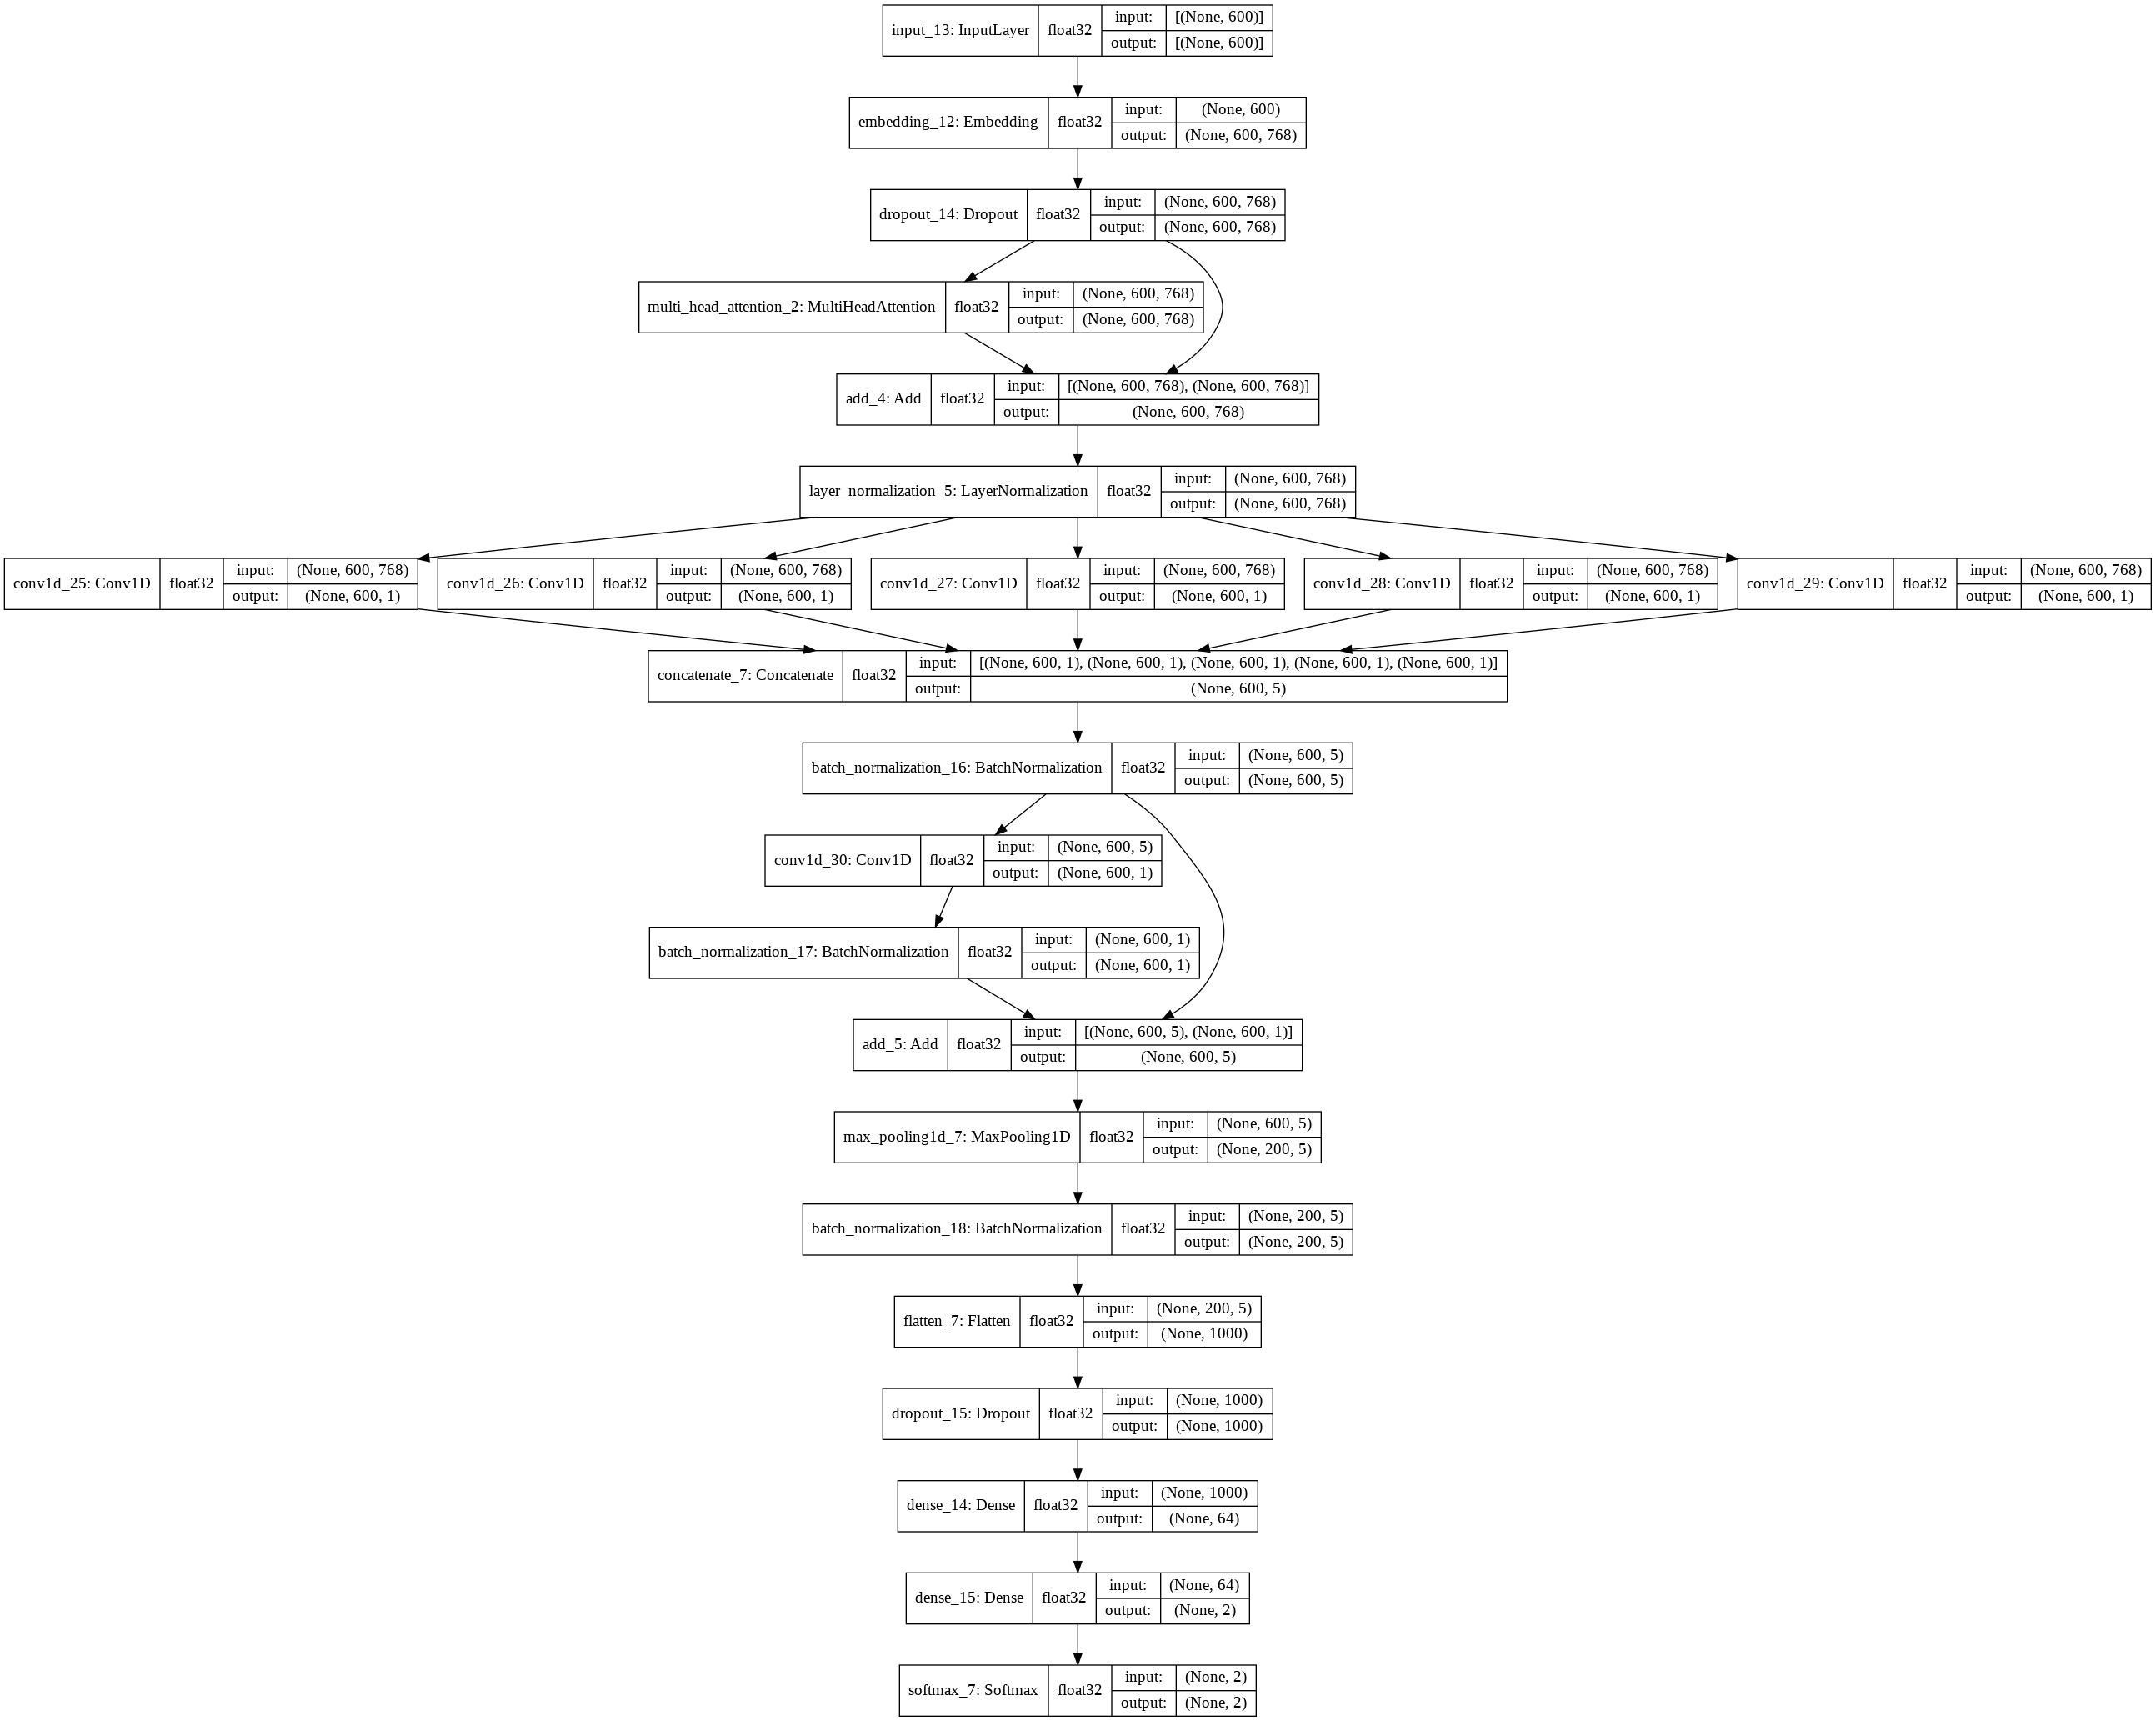 input_13: InputLayer float32 input: [(None, 600)]
output: [(None, 600)]
embedding_12: Embedding float32 input: (None, 600)
output: (None, 600, 768)
dropout_14: Dropout float32 input: (None, 600, 768)
output: (None, 600, 768)
multi_head_attention_2: MultiHeadAttention float32 input: (None, 600, 768)
output: (None, 600, 768)
add_4: Add float32 input: [(None, 600, 768), (None, 600, 768)]
output: (None, 600, 768)
layer_normalization_5: LayerNormalization float32 input: (None, 600, 768)
output: (None, 600, 768)
conv1d_25: Conv1D float32 input: (None, 600, 768)
output: (None, 600, 1)
conv1d_26: Conv1D float32 input: (None, 600, 768)
output: (None, 600, 1)
conv1d_27: Conv1D float32 input: (None, 600, 768)
output: (None, 600, 1)
conv1d_28: Conv1D float32 input: (None, 600, 768)
output: (None, 600, 1)
conv1d_29: Conv1D float32 input: (None, 600, 768)
output: (None, 600, 1)
concatenate_7: Concatenate float32 input: [(None, 600, 1), (None, 600, 1), (None, 600, 1), (None, 600, 1), (None, 600, 1)]
output: (None, 600, 5)
batch_normalization_16: BatchNormalization float32 input: (None, 600, 5)
output: (None, 600, 5)
conv1d_30: Conv1D float32 input: (None, 600, 5)
output: (None, 600, 1)
batch_normalization_17: BatchNormalization float32 input: (None, 600, 1)
output: (None, 600, 1)
add_5: Add float32 input: [(None, 600, 5), (None, 600, 1)]
output: (None, 600, 5)
max_pooling1d_7: MaxPooling1D float32 input: (None, 600, 5)
output: (None, 200, 5)
batch_normalization_18: BatchNormalization float32 input: (None, 200, 5)
output: (None, 200, 5)
flatten_7: Flatten float32 input: (None, 200, 5)
output: (None, 1000)
dropout_15: Dropout float32 input: (None, 1000)
output: (None, 1000)
dense_14: Dense float32 input: (None, 1000)
output: (None, 64)
dense_15: Dense float32 input: (None, 64)
output: (None, 2)
softmax_7: Softmax float32 input: (None, 2)
output: (None, 2)